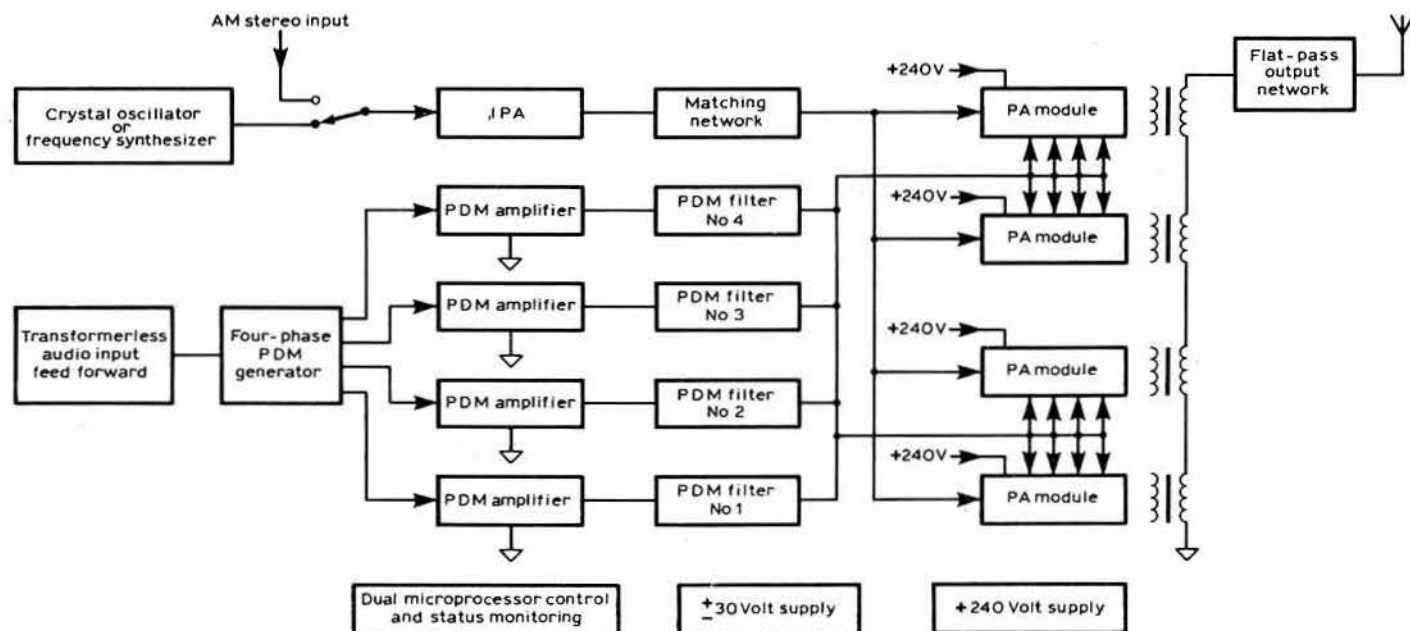 AM stereo input
Crystal oscillator
or
frequency synthesizer
IPA
Matching
network
+240V
PA module
Flat-pass
output
network
PDM amplifier
PDM filter
No 4
+240V
PA module
PDM amplifier
PDM filter
No 3
Transformerless
audio input
feed forward
Four-phase
PDM
generator
+240V
PA module
PDM amplifier
PDM filter
No 2
+240V
PA module
PDM amplifier
PDM filter
No 1
Dual microprocessor control
and status monitoring
±30 Volt supply
+240 Volt supply